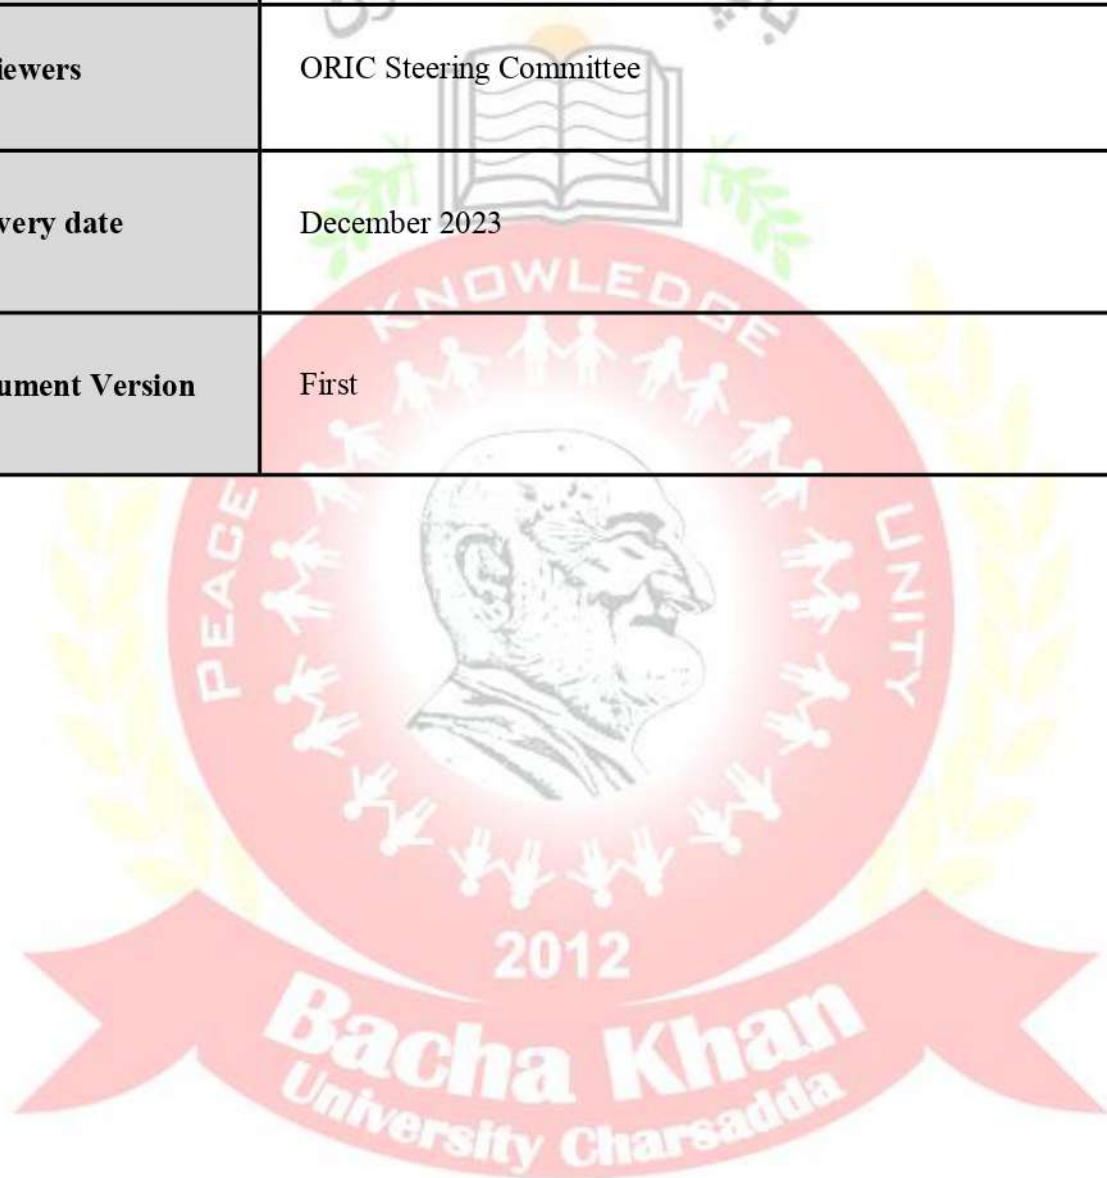 iewers
ORIC Steering Committee
very date
December 2023
ument Version
First
PEACE
KNOWLEDGE
UNITY
2012
Bacha Khan
University Charsadda